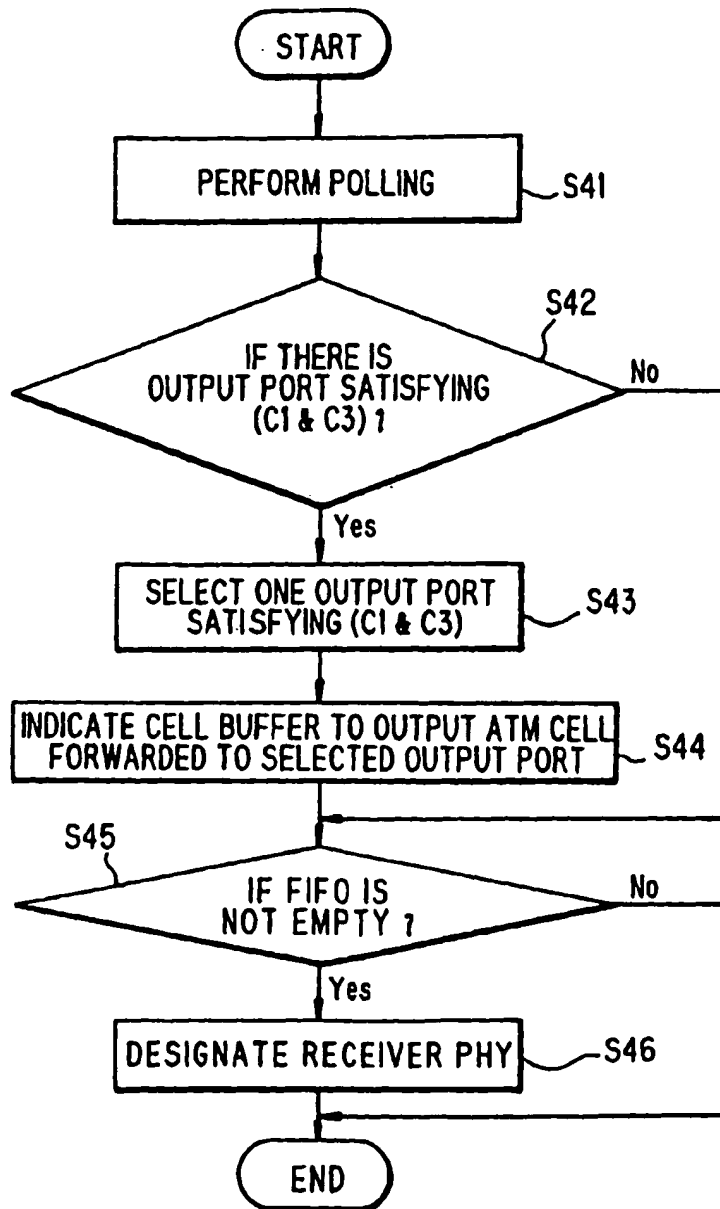 START
PERFORM POLLING
S41
S42
IF THERE IS
OUTPUT PORT SATISFYING
(C1 & C3) ?
No
Yes
SELECT ONE OUTPUT PORT
SATISFYING (C1 & C3)
S43
INDICATE CELL BUFFER TO OUTPUT ATM CELL
FORWARDED TO SELECTED OUTPUT PORT
S44
S45
IF FIFO IS
NOT EMPTY ?
No
Yes
DESIGNATE RECEIVER PHY
S46
END